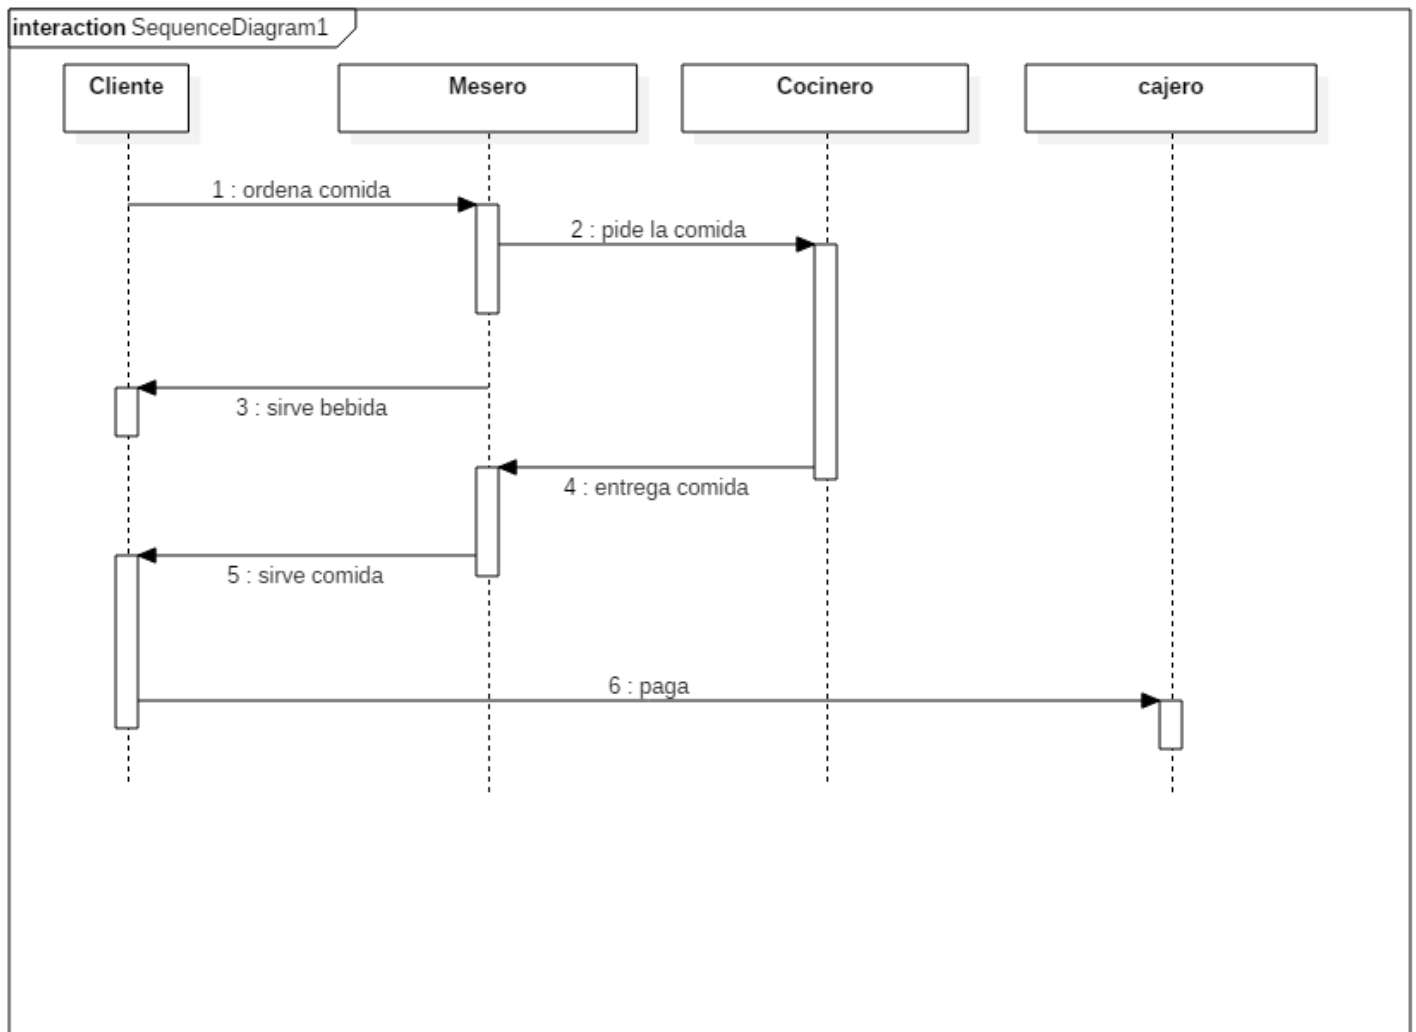 interaction SequenceDiagram1
Cliente
Mesero
Cocinero
cajero
1 : ordena comida
2 : pide la comida
3 : sirve bebida
4 : entrega comida
5 : sirve comida
6 : paga